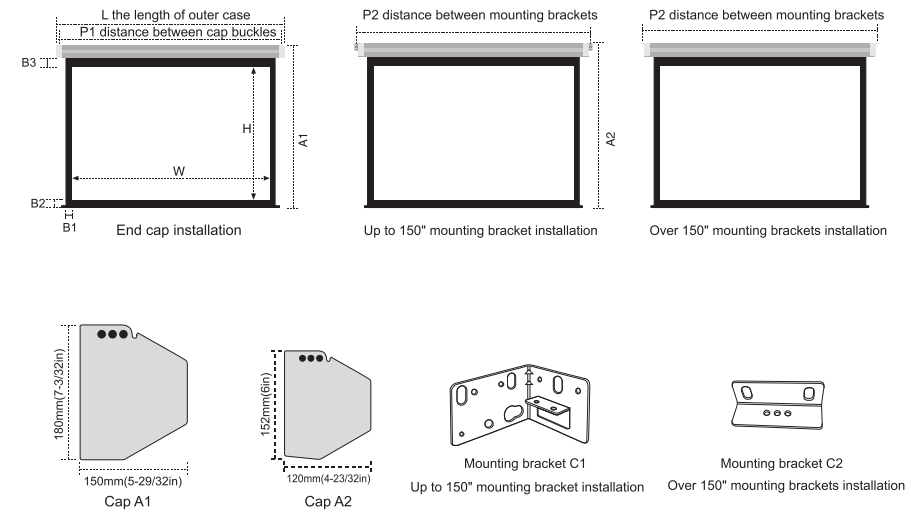 L the length of outer case
P1 distance between cap buckles
P2 distance between mounting brackets
P2 distance between mounting brackets
B3
H
A1
A2
W
B2
B1
End cap installation
Up to 150" mounting bracket installation
Over 150" mounting brackets installation
180mm(7-3/32in)
150mm(5-29/32in)
Cap A1
152mm(6in)
120mm(4-23/32in)
Cap A2
Mounting bracket C1
Up to 150" mounting bracket installation
Mounting bracket C2
Over 150" mounting brackets installation